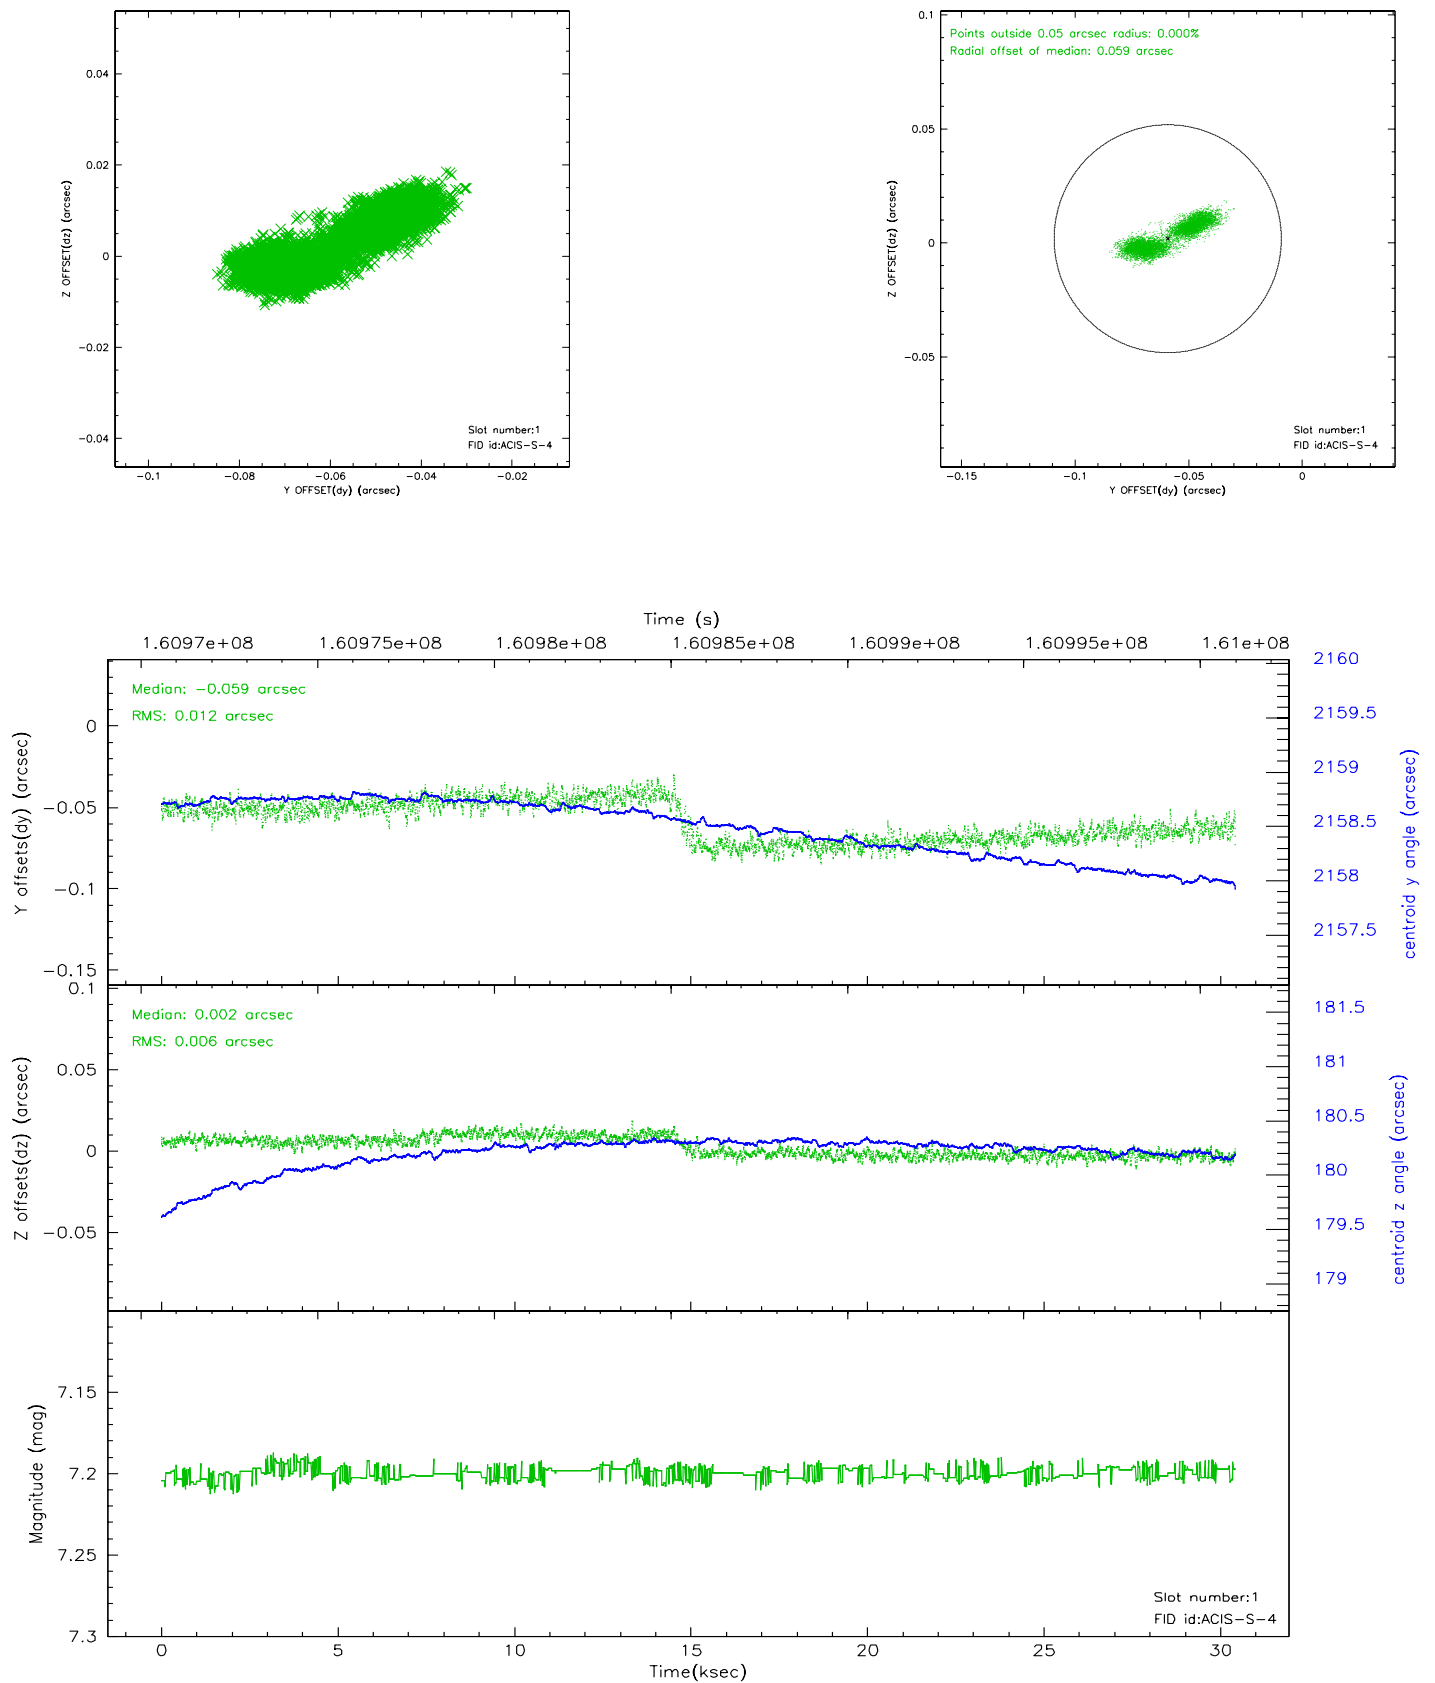 0.04
0.02
0
−0.02
−0.04
Z OFFSET(dz) (arcsec)
Slot number:1
FID id:ACIS−S−4
−0.1 −0.08 −0.06 −0.04 −0.02
Y OFFSET(dy) (arcsec)
Points outside 0.05 arcsec radius: 0.000%
Radial offset of median: 0.059 arcsec
0.1
0.05
0
−0.05
Z OFFSET(dz) (arcsec)
Slot number:1
FID id:ACIS−S−4
−0.15 −0.1 −0.05 0
Y OFFSET(dy) (arcsec)
Time (s)
1.6097e+08 1.60975e+08 1.6098e+08 1.60985e+08 1.6099e+08 1.60995e+08 1.61e+08
Median: −0.059 arcsec
RMS: 0.012 arcsec
0
−0.05
−0.1
−0.15
Y offsets(dy) (arcsec)
2160
2159.5
2159
2158.5
2158
2157.5
centroid y angle (arcsec)
Median: 0.002 arcsec
RMS: 0.006 arcsec
0.1
0.05
0
−0.05
Z offsets(dz) (arcsec)
181.5
181
180.5
180
179.5
179
centroid z angle (arcsec)
7.15
7.2
7.25
7.3
Magnitude (mag)
Slot number:1
FID id:ACIS−S−4
0 5 10 15 20 25 30
Time(ksec)